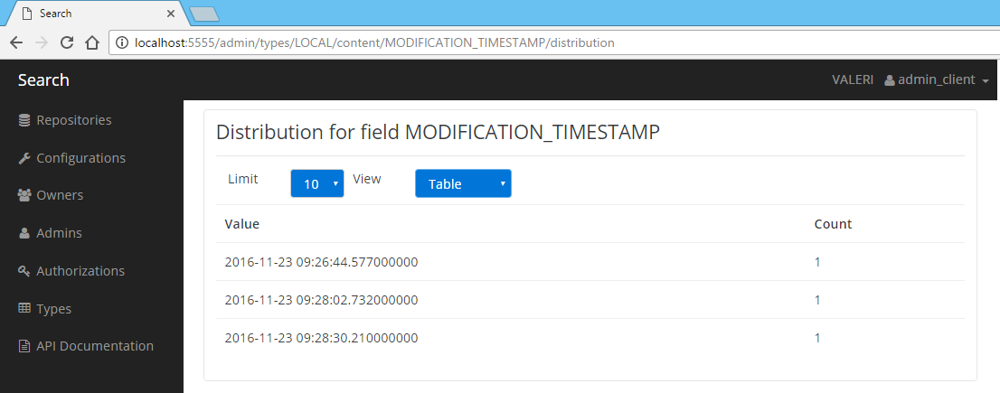 Search
localhost:5555/admin/types/LOCAL/content/MODIFICATION_TIMESTAMP/distribution
Search VALERI admin_client
Repositories
Configurations
Owners
Admins
Authorizations
Types
API Documentation
Distribution for field MODIFICATION_TIMESTAMP
Limit 10 View Table
Value Count
2016-11-23 09:26:44.577000000 1
2016-11-23 09:28:02.732000000 1
2016-11-23 09:28:30.210000000 1